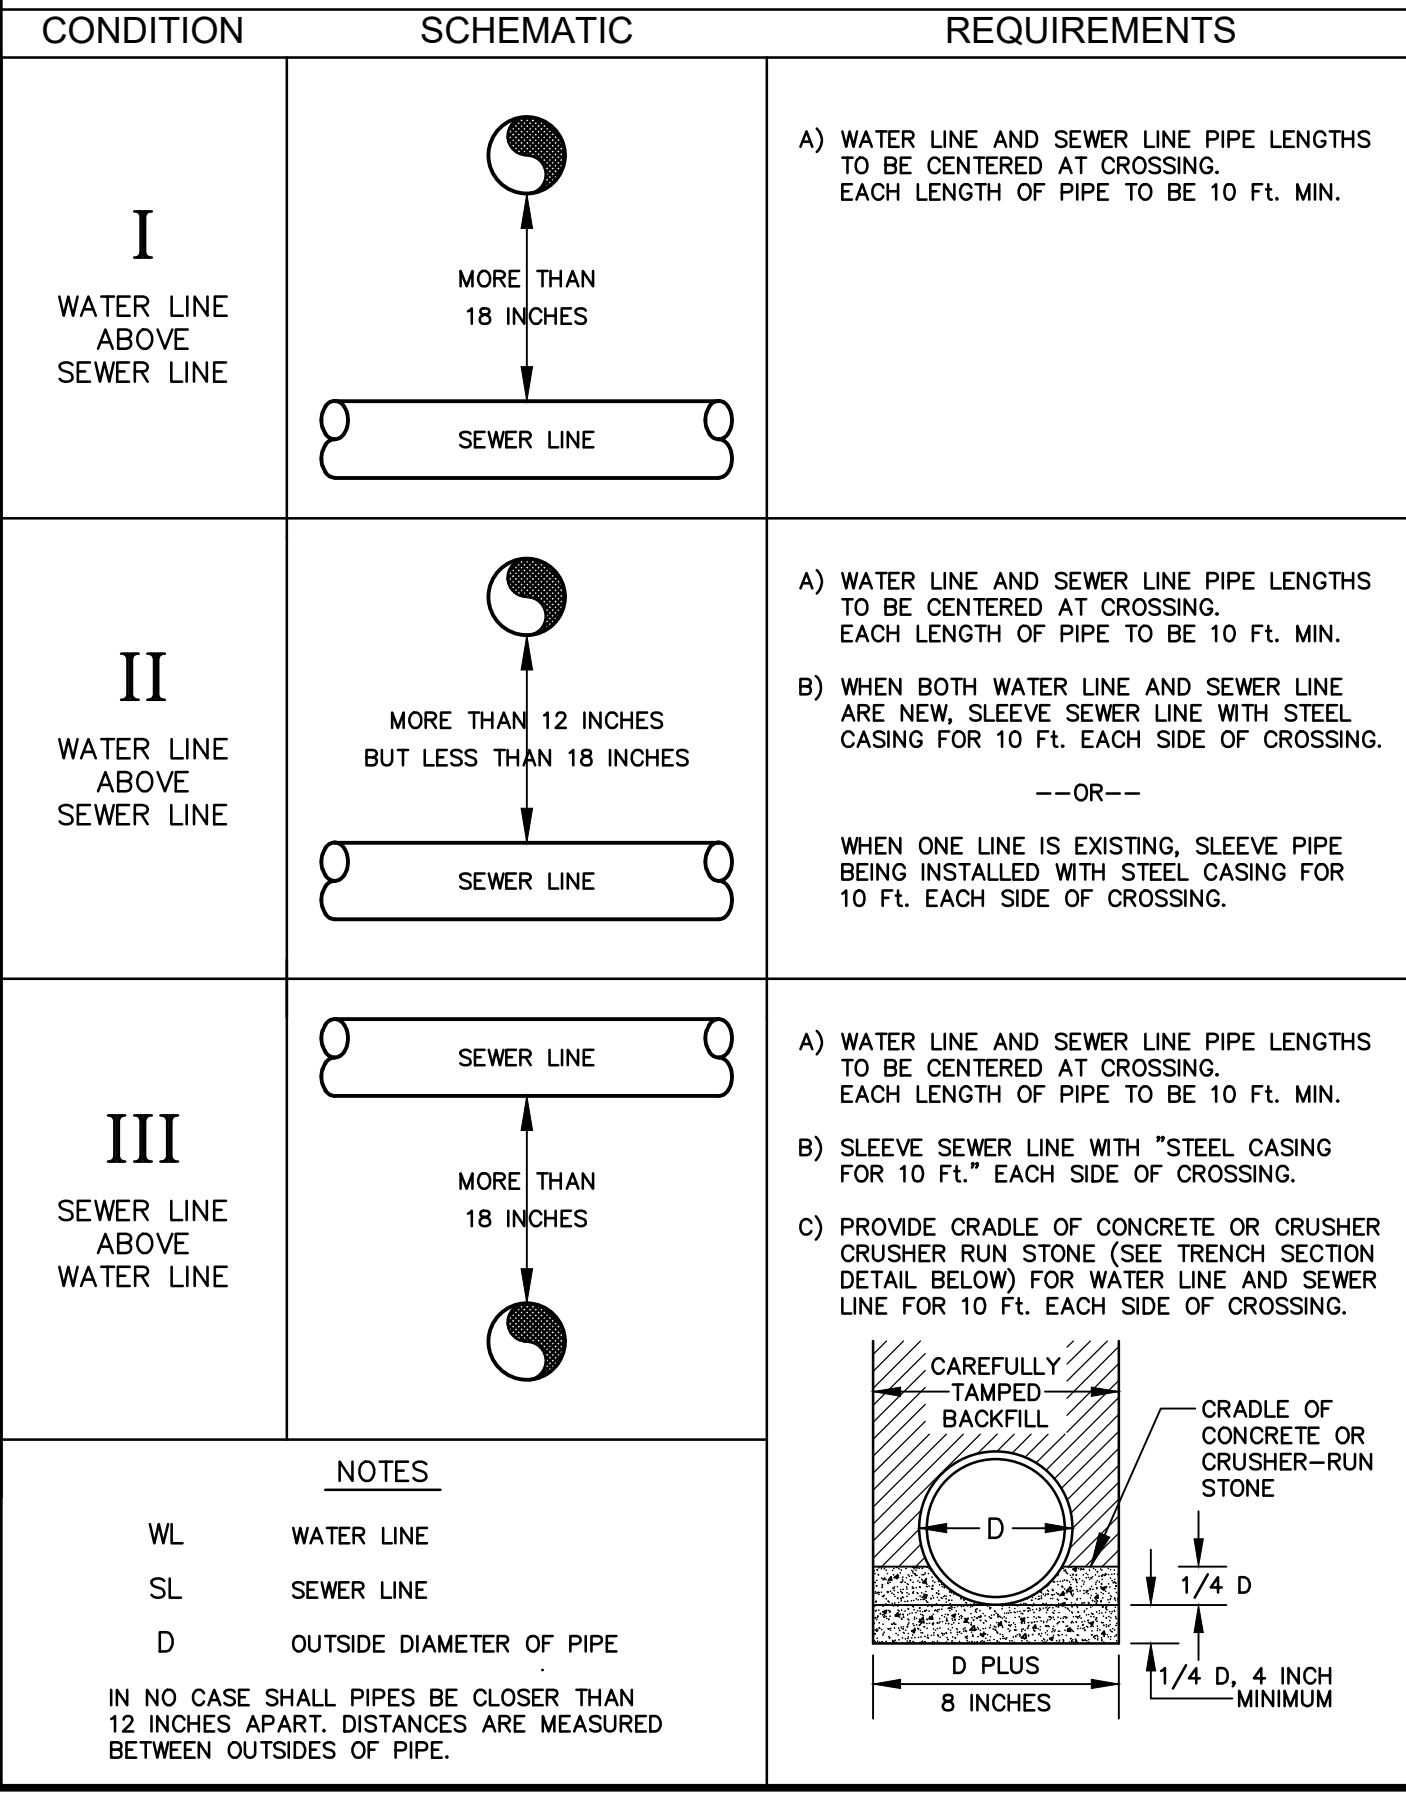 CONDITION
SCHEMATIC
REQUIREMENTS
I
WATER LINE
ABOVE
SEWER LINE
MORE THAN
18 INCHES
SEWER LINE
A) WATER LINE AND SEWER LINE PIPE LENGTHS
TO BE CENTERED AT CROSSING.
EACH LENGTH OF PIPE TO BE 10 Ft. MIN.
II
WATER LINE
ABOVE
SEWER LINE
MORE THAN 12 INCHES
BUT LESS THAN 18 INCHES
SEWER LINE
A) WATER LINE AND SEWER LINE PIPE LENGTHS
TO BE CENTERED AT CROSSING.
EACH LENGTH OF PIPE TO BE 10 Ft. MIN.
B) WHEN BOTH WATER LINE AND SEWER LINE
ARE NEW, SLEEVE SEWER LINE WITH STEEL
CASING FOR 10 Ft. EACH SIDE OF CROSSING.
--OR--
WHEN ONE LINE IS EXISTING, SLEEVE PIPE
BEING INSTALLED WITH STEEL CASING FOR
10 Ft. EACH SIDE OF CROSSING.
III
SEWER LINE
ABOVE
WATER LINE
SEWER LINE
MORE THAN
18 INCHES
A) WATER LINE AND SEWER LINE PIPE LENGTHS
TO BE CENTERED AT CROSSING.
EACH LENGTH OF PIPE TO BE 10 Ft. MIN.
B) SLEEVE SEWER LINE WITH "STEEL CASING
FOR 10 Ft." EACH SIDE OF CROSSING.
C) PROVIDE CRADLE OF CONCRETE OR CRUSHER
CRUSHER RUN STONE (SEE TRENCH SECTION
DETAIL BELOW) FOR WATER LINE AND SEWER
LINE FOR 10 Ft. EACH SIDE OF CROSSING.
CAREFULLY
TAMPED
BACKFILL
CRADLE OF
CONCRETE OR
CRUSHER-RUN
STONE
D
1/4 D
1/4 D, 4 INCH
MINIMUM
D PLUS
8 INCHES
NOTES
WL WATER LINE
SL SEWER LINE
D OUTSIDE DIAMETER OF PIPE
IN NO CASE SHALL PIPES BE CLOSER THAN
12 INCHES APART. DISTANCES ARE MEASURED
BETWEEN OUTSIDES OF PIPE.